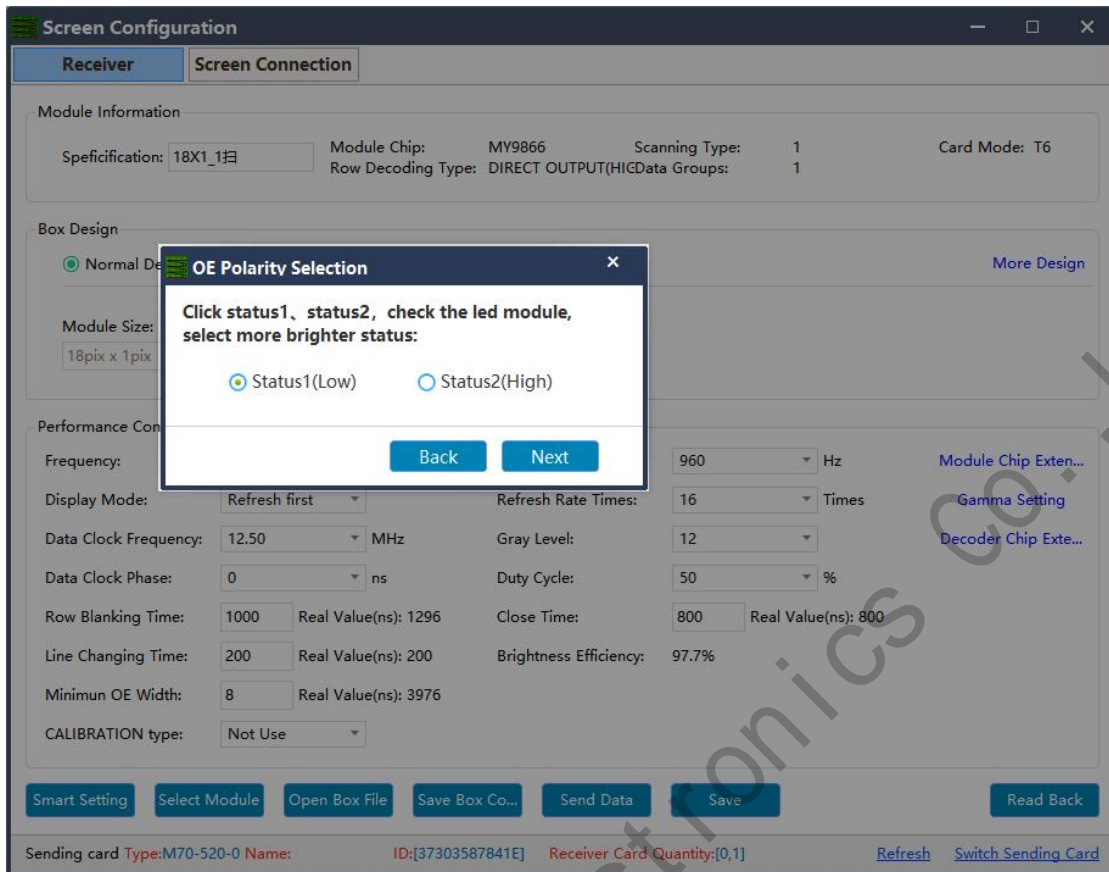 Screen Configuration
Receiver Screen Connection
Module Information
Speficification: 18X1_1扫 Module Chip: MY9866 Scanning Type: 1 Card Mode: T6
Row Decoding Type: DIRECT OUTPUT(HIG Data Groups: 1
Box Design
Normal De More Design
OE Polarity Selection
Click status1、status2，check the led module,
select more brighter status:
Module Size:
18pix x 1pix
Status1(Low) Status2(High)
Back Next
Performance Con
Frequency: 960 Hz Module Chip Exten...
Display Mode: Refresh first Refresh Rate Times: 16 Times Gamma Setting
Data Clock Frequency: 12.50 MHz Gray Level: 12 Decoder Chip Exte...
Data Clock Phase: 0 ns Duty Cycle: 50 %
Row Blanking Time: 1000 Real Value(ns): 1296 Close Time: 800 Real Value(ns): 800
Line Changing Time: 200 Real Value(ns): 200 Brightness Efficiency: 97.7%
Minimun OE Width: 8 Real Value(ns): 3976
CALIBRATION type: Not Use
Smart Setting Select Module Open Box File Save Box Co... Send Data Save Read Back
Sending card Type:M70-520-0 Name: ID:[37303587841E] Receiver Card Quantity:[0,1] Refresh Switch Sending Card